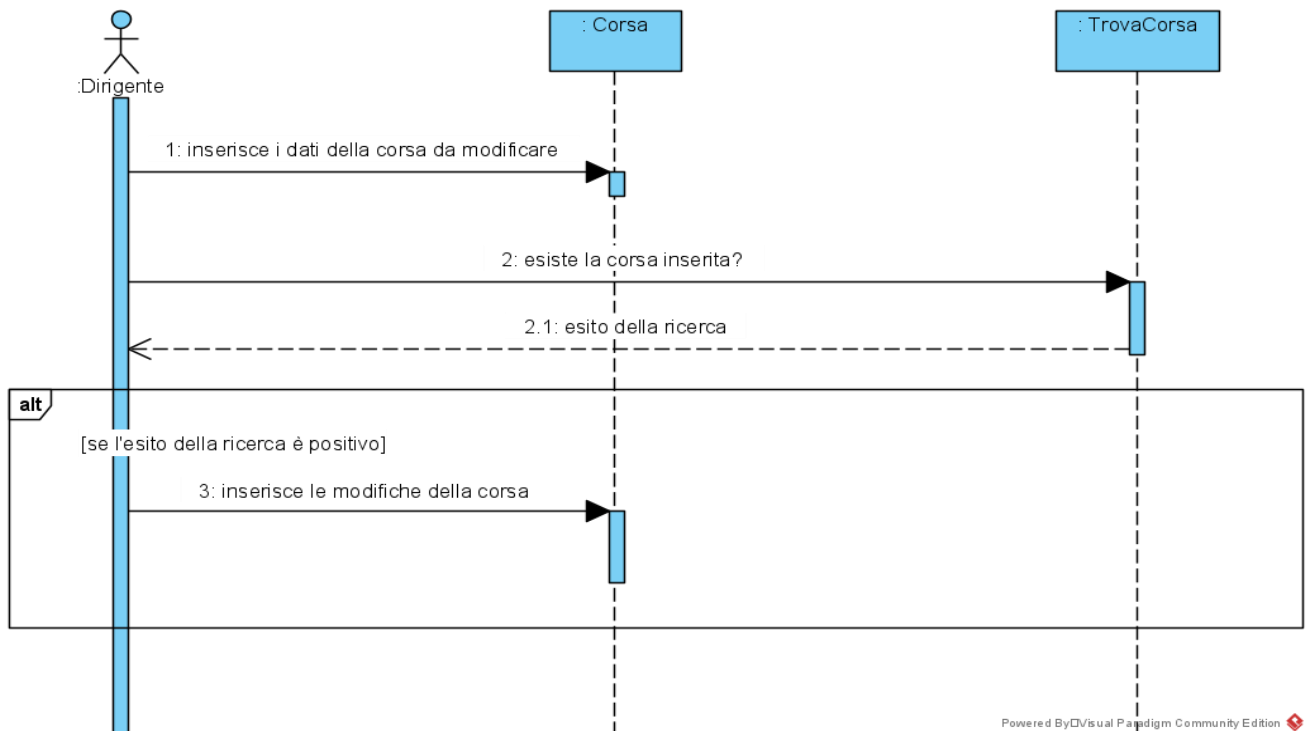 :Dirigente
: Corsa
: TrovaCorsa
1: inserisce i dati della corsa da modificare
2: esiste la corsa inserita?
2.1: esito della ricerca
alt
[se l'esito della ricerca è positivo]
3: inserisce le modifiche della corsa
Powered By□Visual Paradigm Community Edition